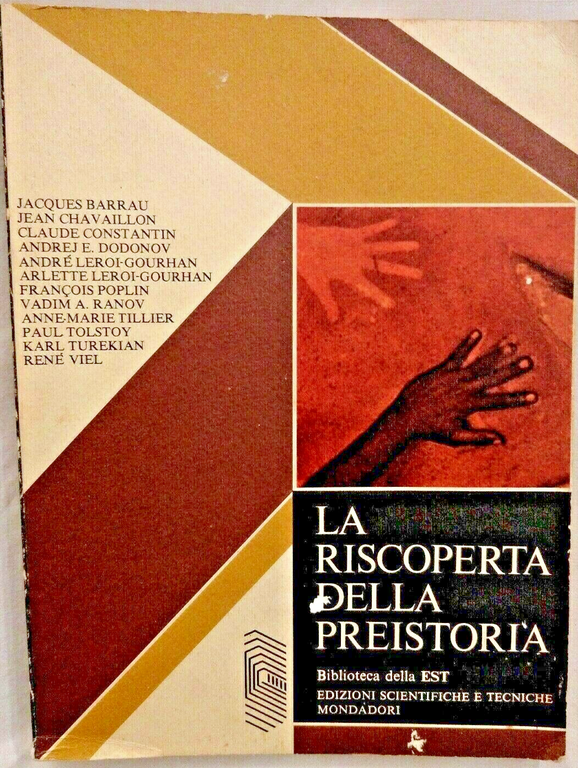 JACQUES BARRAU
JEAN CHAVAILLON
CLAUDE CONSTANTIN
ANDREJ E. DODONOV
ANDRÉ LEROI-GOURHAN
ARLETTE LEROI-GOURHAN
FRANÇOIS POPLIN
VADIM A. RANOV
ANNE-MARIE TILLIER
PAUL TOLSTOY
KARL TUREKIAN
RENÉ VIEL
LA
RISCOPERTA
DELLA
PREISTORIA
Biblioteca della EST
EDIZIONI SCIENTIFICHE E TECNICHE
MONDADORI